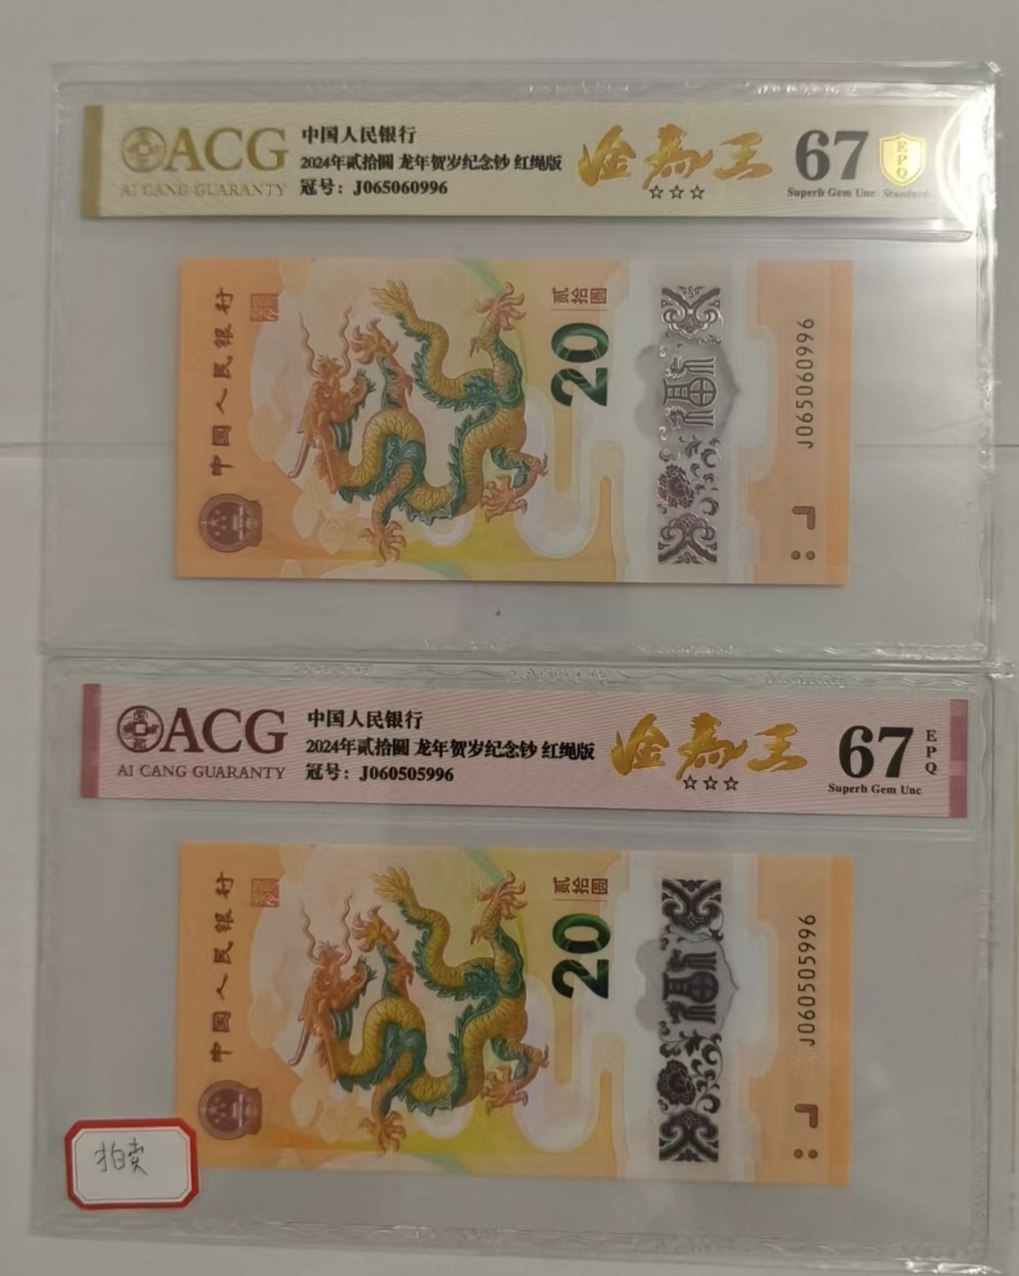 ACG
AI CANG GUARANTY
中国人民银行
2024年贰拾圆 龙年贺岁纪念钞 红绳版
冠号：J065060996
金马王
☆☆☆
67
Superb Gem Unc
EPQ
Standard
中国人民银行
贰拾圆
20
福
J065060996
ACG
AI CANG GUARANTY
中国人民银行
2024年贰拾圆 龙年贺岁纪念钞 红绳版
冠号：J060505996
☆☆☆
67
Superb Gem Unc
EPQ
中国人民银行
贰拾圆
20
J060505996
拍卖